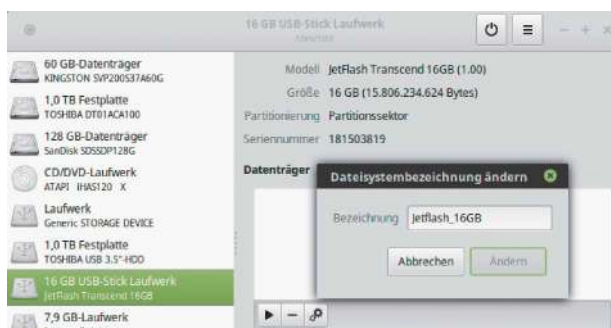 16 GB USB-Stick Laufwerk
60 GB-Datenträger
KINGSTON SVP200S37A60G
1,0 TB Festplatte
TOSHIBA DT01ACA100
128 GB-Datenträger
SanDisk SDSSDP128G
CD/DVD-Laufwerk
ATAPI iHAS120 X
Laufwerk
Generic STORAGE DEVICE
1,0 TB Festplatte
TOSHIBA USB 3.5"-HDD
16 GB USB-Stick Laufwerk
JetFlash Transcend 16GB
7,9 GB-Laufwerk
Modell JetFlash Transcend 16GB (1.00)
Größe 16 GB (15.806.234.624 Bytes)
Partitionierung Partitionssektor
Seriennummer 181503819
Datenträger
Dateisystembezeichnung ändern
Bezeichnung Jetflash_16GB
Abbrechen Ändern